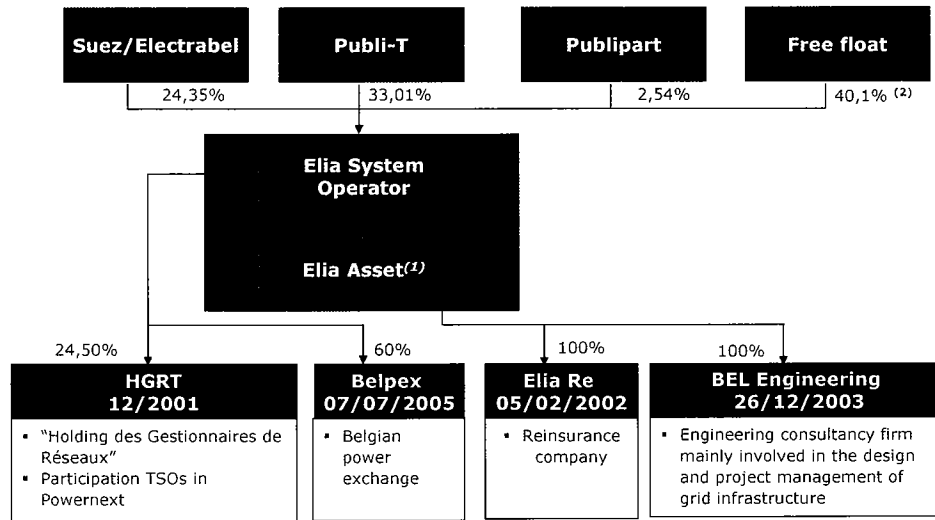 Suez/Electrabel
Publi-T
Publipart
Free float
24,35%
33,01%
2,54%
40,1% (2)
Elia System
Operator
Elia Asset(1)
24,50%
60%
100%
100%
HGRT
12/2001
Belpex
07/07/2005
Elia Re
05/02/2002
BEL Engineering
26/12/2003
▪ "Holding des Gestionnaires de
Réseaux"
▪ Participation TSOs in
Powernext
▪ Belgian
power
exchange
▪ Reinsurance
company
▪ Engineering consultancy firm
mainly involved in the design
and project management of
grid infrastructure